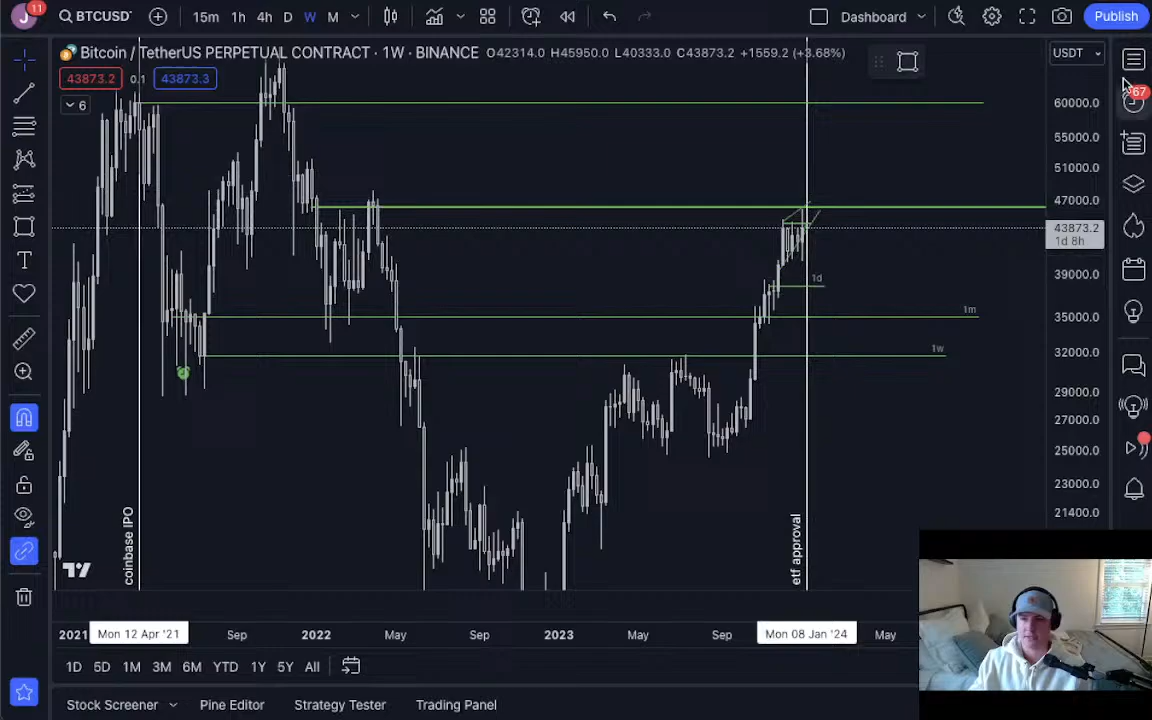 J 11 BTCUSD 15m 1h 4h D W M Dashboard Publish
Bitcoin / TetherUS PERPETUAL CONTRACT · 1W · BINANCE O42314.0 H45950.0 L40333.0 C43873.2 +1559.2 (+3.68%) USDT
43873.2 0.1 43873.3
67
6
60000.0
55000.0
51000.0
47000.0
43873.2
1d 8h
39000.0
1d
1m
35000.0
1w
32000.0
29000.0
27000.0
25000.0
23000.0
21400.0
coinbase IPO
etf approval
2021 Mon 12 Apr '21 Sep 2022 May Sep 2023 May Sep Mon 08 Jan '24 May
1D 5D 1M 3M 6M YTD 1Y 5Y All
Stock Screener Pine Editor Strategy Tester Trading Panel